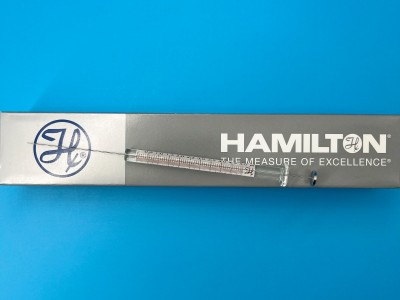 H®
HAMILTON®
THE MEASURE OF EXCELLENCE®
H